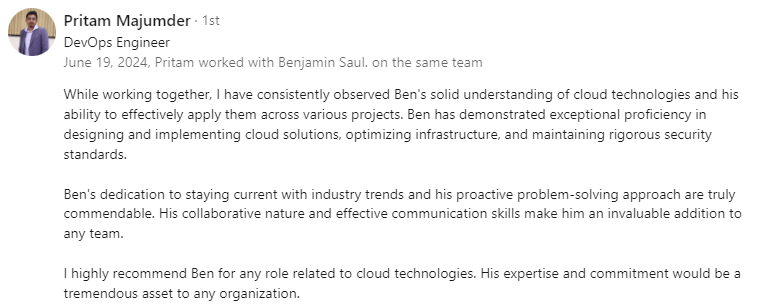 Pritam Majumder · 1st
DevOps Engineer
June 19, 2024, Pritam worked with Benjamin Saul. on the same team
While working together, I have consistently observed Ben's solid understanding of cloud technologies and his
ability to effectively apply them across various projects. Ben has demonstrated exceptional proficiency in
designing and implementing cloud solutions, optimizing infrastructure, and maintaining rigorous security
standards.
Ben's dedication to staying current with industry trends and his proactive problem-solving approach are truly
commendable. His collaborative nature and effective communication skills make him an invaluable addition to
any team.
I highly recommend Ben for any role related to cloud technologies. His expertise and commitment would be a
tremendous asset to any organization.